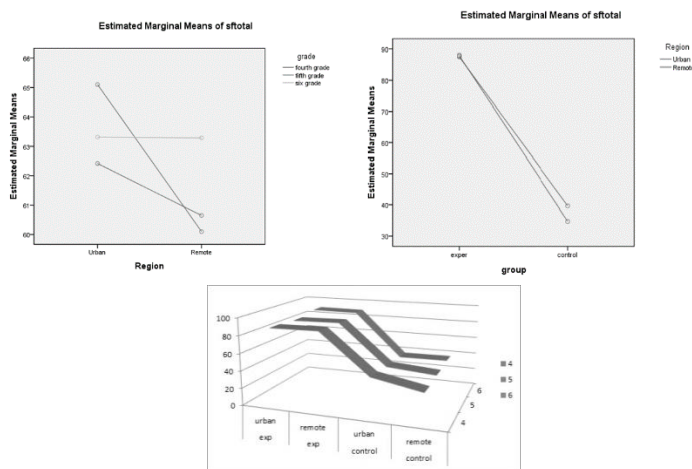 Estimated Marginal Means of sftotal
grade
fourth grade
fifth grade
six grade
Estimated Marginal Means
66
65
64
63
62
61
60
Urban
Remote
Region
Estimated Marginal Means of sftotal
Region
Urban
Remote
Estimated Marginal Means
90
80
70
60
50
40
30
exper
control
group
100
80
60
40
20
0
urban exp
remote exp
urban control
remote control
4
5
6
4
5
6